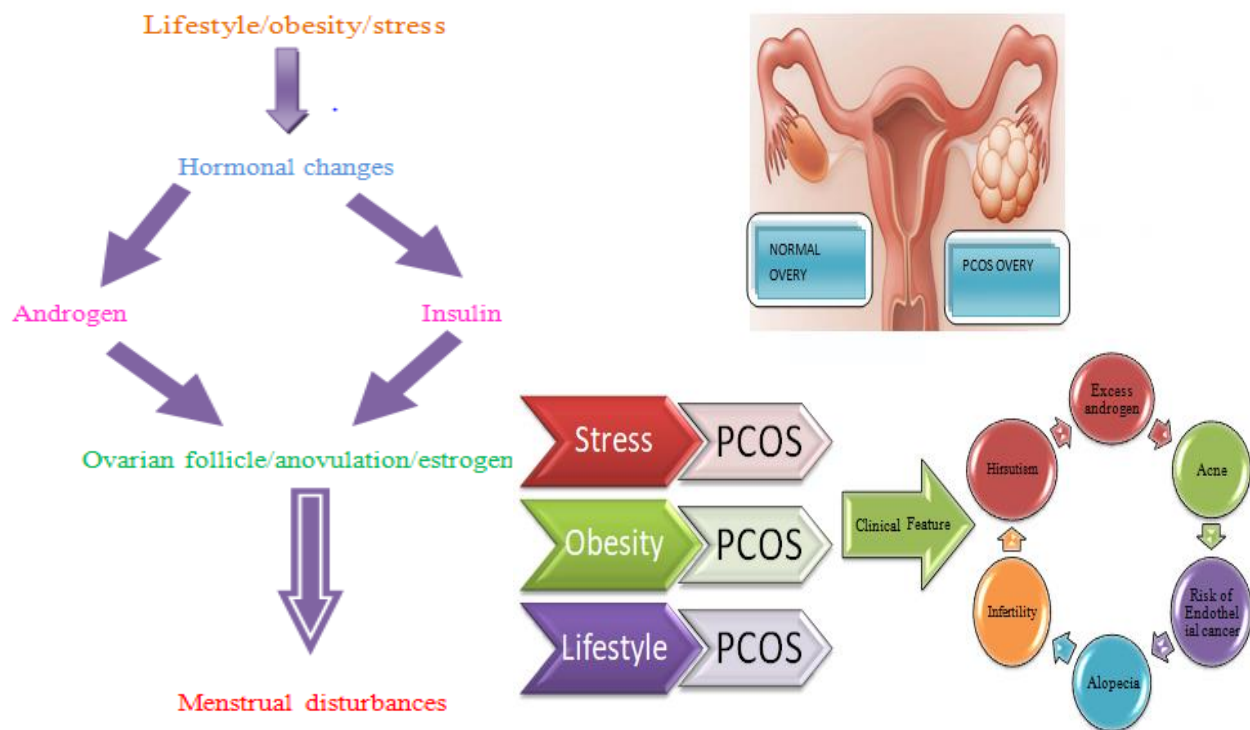 Lifestyle/obesity/stress
Hormonal changes
Androgen
Insulin
Ovarian follicle/anovulation/estrogen
Menstrual disturbances
NORMAL
OVERY
PCOS OVERY
Stress
PCOS
Obesity
PCOS
Lifestyle
PCOS
Clinical Feature
Excess
androgen
Acne
Risk of
Endothel
ial cancer
Alopecia
Infertility
Hirsutism